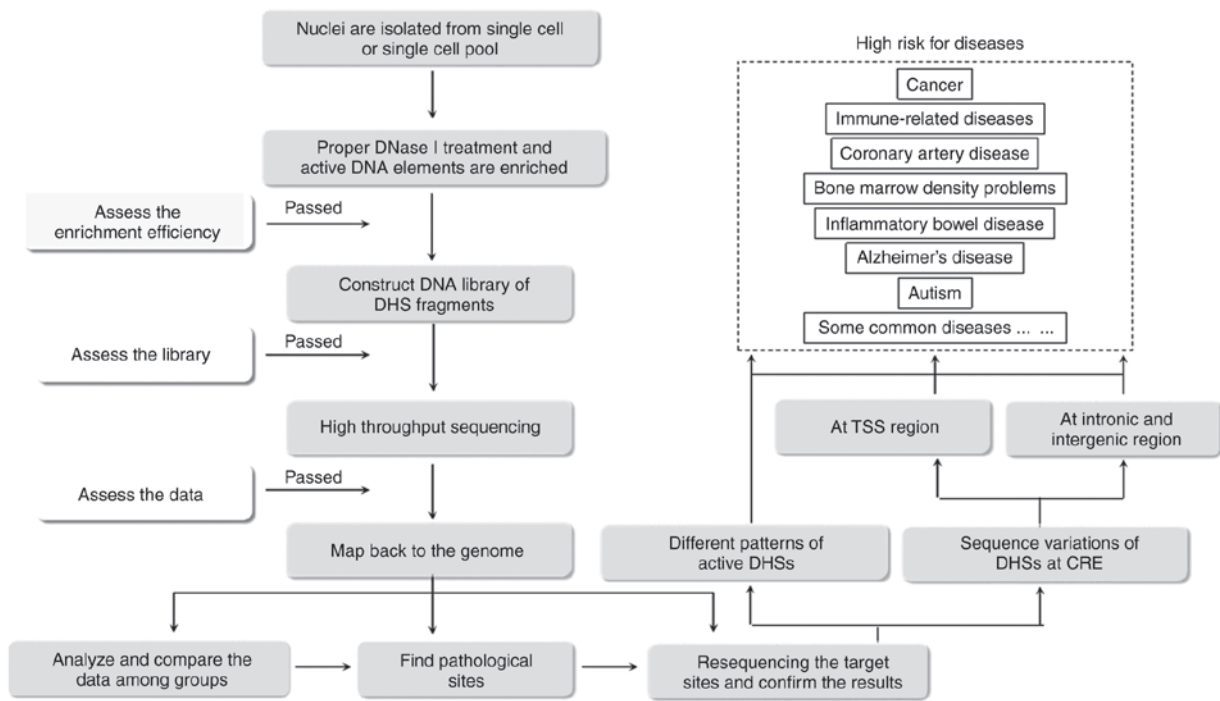 Nuclei are isolated from single cell
or single cell pool
Proper DNase I treatment and
active DNA elements are enriched
Assess the
enrichment efficiency
Passed
Construct DNA library of
DHS fragments
Assess the library
Passed
High throughput sequencing
Assess the data
Passed
Map back to the genome
Analyze and compare the
data among groups
Find pathological
sites
Resequencing the target
sites and confirm the results
Different patterns of
active DHSs
Sequence variations of
DHSs at CRE
At TSS region
At intronic and
intergenic region
High risk for diseases
Cancer
Immune-related diseases
Coronary artery disease
Bone marrow density problems
Inflammatory bowel disease
Alzheimer's disease
Autism
Some common diseases ... ...